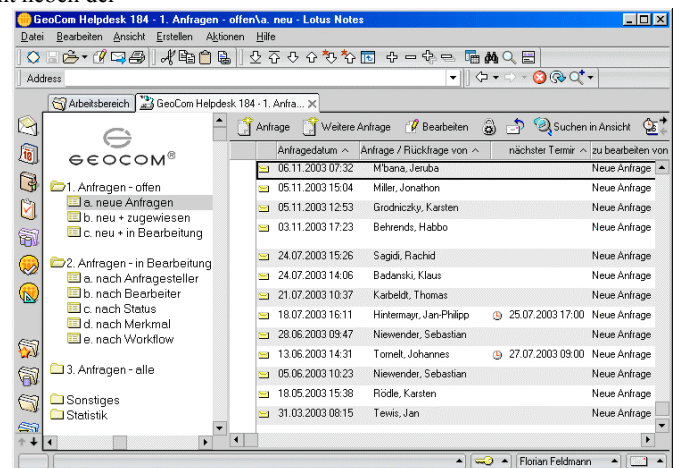 nt neben der
GeoCom Helpdesk 184 - 1. Anfragen - offen\a. neu - Lotus Notes
Datei Bearbeiten Ansicht Erstellen Aktionen Hilfe
Address
Arbeitsbereich GeoCom Helpdesk 184 - 1. Anfra...
Anfrage Weitere Anfrage Bearbeiten Suchen in Ansicht
GEOCOM®
1. Anfragen - offen
a. neue Anfragen
b. neu + zugewiesen
c. neu + in Bearbeitung
2. Anfragen - in Bearbeitung
a. nach Anfragesteller
b. nach Bearbeiter
c. nach Status
d. nach Merkmal
e. nach Workflow
3. Anfragen - alle
Sonstiges
Statistik
Anfragedatum Anfrage / Rückfrage von nächster Termir zu bearbeiten von
06.11.2003 07:32 M'bana, Jeruba Neue Anfrage
05.11.2003 15:04 Miller, Jonathon Neue Anfrage
05.11.2003 12:53 Grodniczky, Karsten Neue Anfrage
03.11.2003 17:23 Behrends, Habbo Neue Anfrage
24.07.2003 15:26 Sagidi, Rachid Neue Anfrage
24.07.2003 14:06 Badanski, Klaus Neue Anfrage
21.07.2003 10:37 Karbeldt, Thomas Neue Anfrage
18.07.2003 16:11 Hintermayr, Jan-Philipp 25.07.2003 17:00 Neue Anfrage
28.06.2003 09:47 Niewender, Sebastian Neue Anfrage
13.06.2003 14:31 Tornelt, Johannes 27.07.2003 09:00 Neue Anfrage
05.06.2003 10:23 Niewender, Sebastian Neue Anfrage
18.05.2003 15:38 Rödle, Karsten Neue Anfrage
31.03.2003 08:15 Tewis, Jan Neue Anfrage
Florian Feldmann